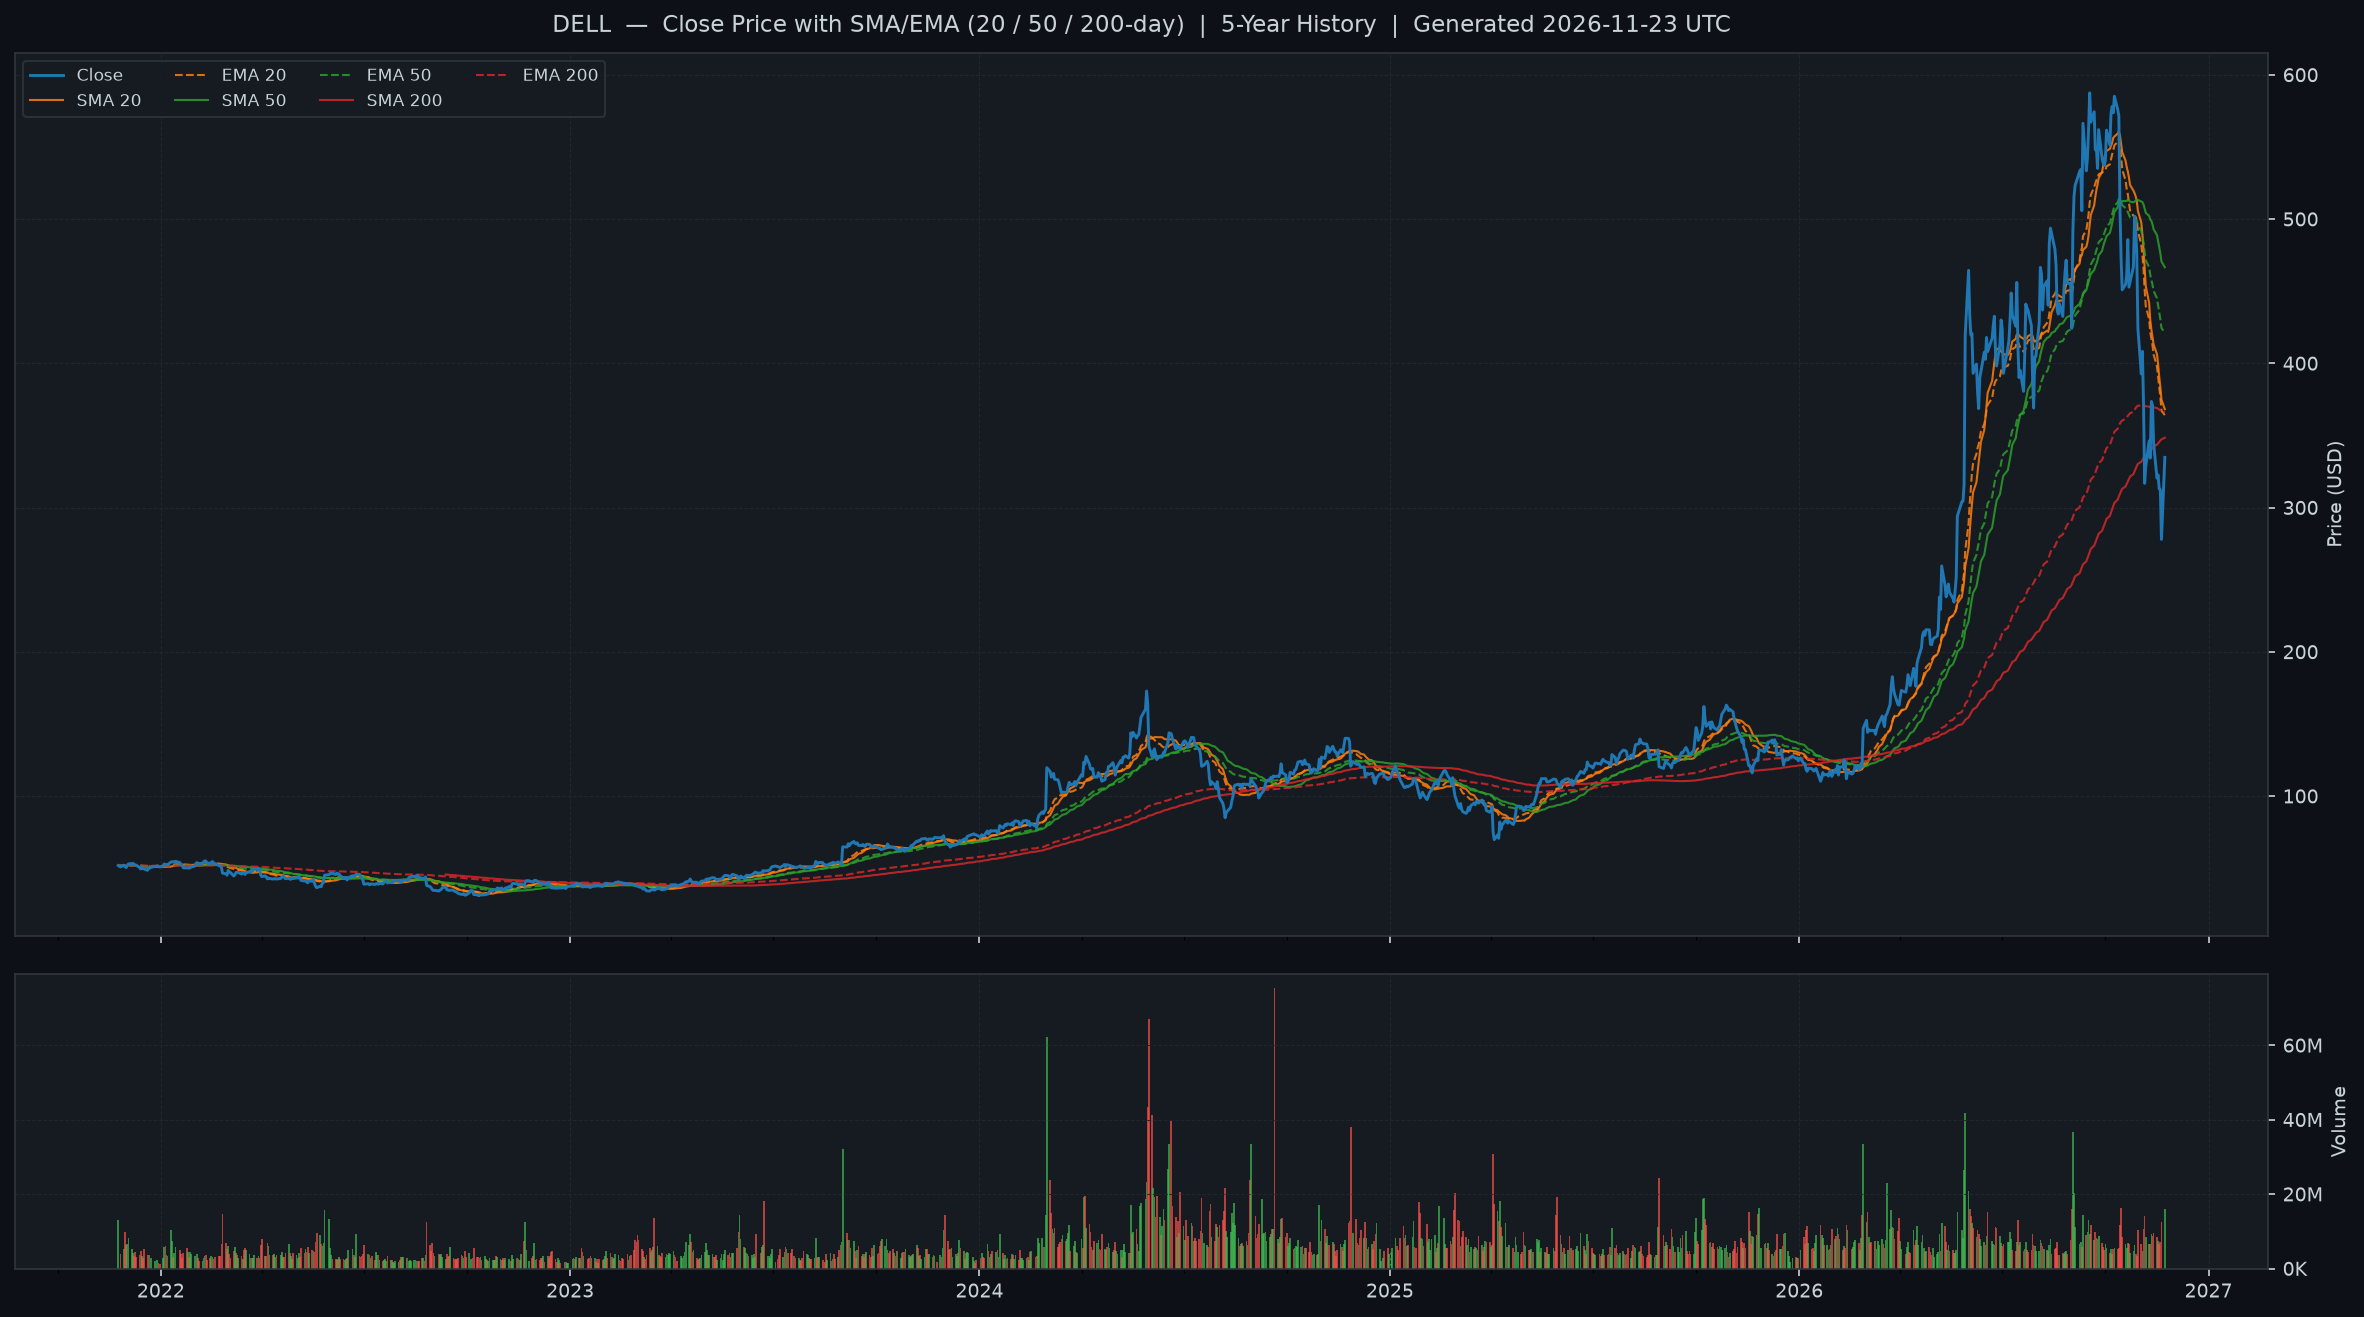 DELL — Close Price with SMA/EMA (20 / 50 / 200-day) | 5-Year History | Generated 2026-11-23 UTC
Close EMA 20 EMA 50 EMA 200
SMA 20 SMA 50 SMA 200
600
500
400
300
200
100
Price (USD)
60M
40M
20M
0K
Volume
2022 2023 2024 2025 2026 2027